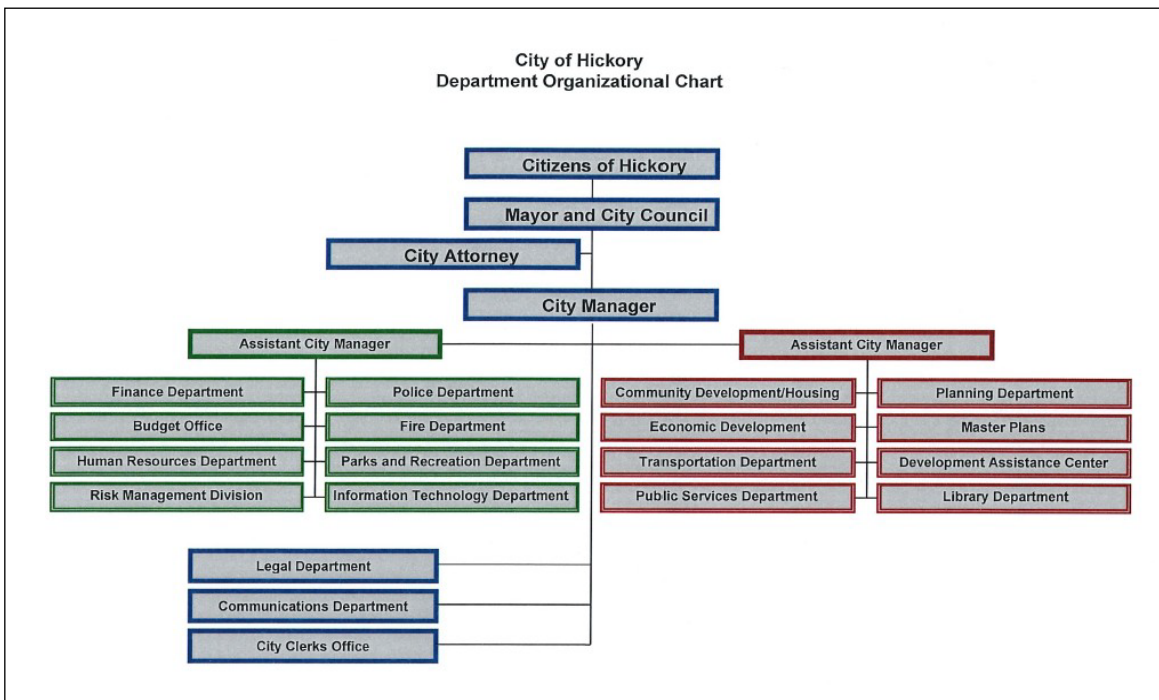 City of Hickory
Department Organizational Chart
Citizens of Hickory
Mayor and City Council
City Attorney
City Manager
Assistant City Manager
Assistant City Manager
Finance Department
Police Department
Community Development/Housing
Planning Department
Budget Office
Fire Department
Economic Development
Master Plans
Human Resources Department
Parks and Recreation Department
Transportation Department
Development Assistance Center
Risk Management Division
Information Technology Department
Public Services Department
Library Department
Legal Department
Communications Department
City Clerks Office